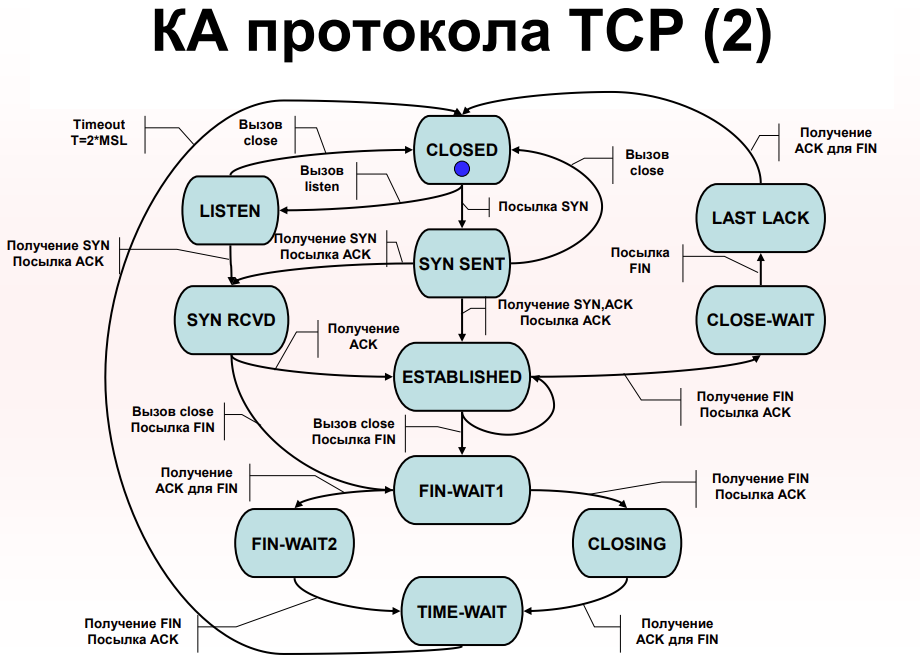 КА протокола TCP (2)
Timeout
T=2*MSL
Вызов
close
CLOSED
Вызов
close
Получение
ACK для FIN
Вызов
listen
LISTEN
Посылка SYN
LAST LACK
Получение SYN
Посылка ACK
Получение SYN
Посылка ACK
SYN SENT
Посылка
FIN
SYN RCVD
Получение SYN,ACK
Посылка ACK
CLOSE-WAIT
Получение
ACK
ESTABLISHED
Получение FIN
Посылка ACK
Вызов close
Посылка FIN
Вызов close
Посылка FIN
Получение
ACK для FIN
FIN-WAIT1
Получение FIN
Посылка ACK
FIN-WAIT2
CLOSING
Получение FIN
Посылка ACK
TIME-WAIT
Получение
ACK для FIN